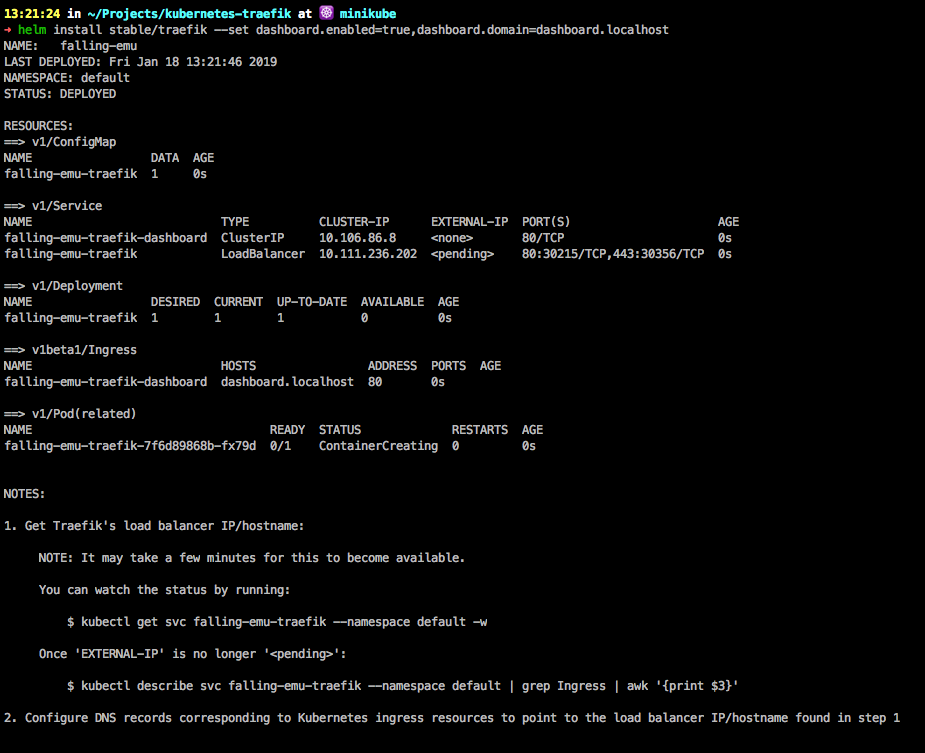 13:21:24 in ~/Projects/kubernetes-traefik at ☸ minikube
→ helm install stable/traefik --set dashboard.enabled=true,dashboard.domain=dashboard.localhost
NAME:   falling-emu
LAST DEPLOYED: Fri Jan 18 13:21:46 2019
NAMESPACE: default
STATUS: DEPLOYED

RESOURCES:
==> v1/ConfigMap
NAME                 DATA  AGE
falling-emu-traefik  1     0s

==> v1/Service
NAME                           TYPE          CLUSTER-IP      EXTERNAL-IP  PORT(S)                     AGE
falling-emu-traefik-dashboard  ClusterIP     10.106.86.8     <none>       80/TCP                      0s
falling-emu-traefik            LoadBalancer  10.111.236.202  <pending>    80:30215/TCP,443:30356/TCP  0s

==> v1/Deployment
NAME                 DESIRED  CURRENT  UP-TO-DATE  AVAILABLE  AGE
falling-emu-traefik  1        1        1           0          0s

==> v1beta1/Ingress
NAME                           HOSTS                ADDRESS  PORTS  AGE
falling-emu-traefik-dashboard  dashboard.localhost  80       0s

==> v1/Pod(related)
NAME                                  READY  STATUS             RESTARTS  AGE
falling-emu-traefik-7f6d89868b-fx79d  0/1    ContainerCreating  0         0s

NOTES:

1. Get Traefik's load balancer IP/hostname:

     NOTE: It may take a few minutes for this to become available.

     You can watch the status by running:

         $ kubectl get svc falling-emu-traefik --namespace default -w

     Once 'EXTERNAL-IP' is no longer '<pending>':

         $ kubectl describe svc falling-emu-traefik --namespace default | grep Ingress | awk '{print $3}'

2. Configure DNS records corresponding to Kubernetes ingress resources to point to the load balancer IP/hostname found in step 1